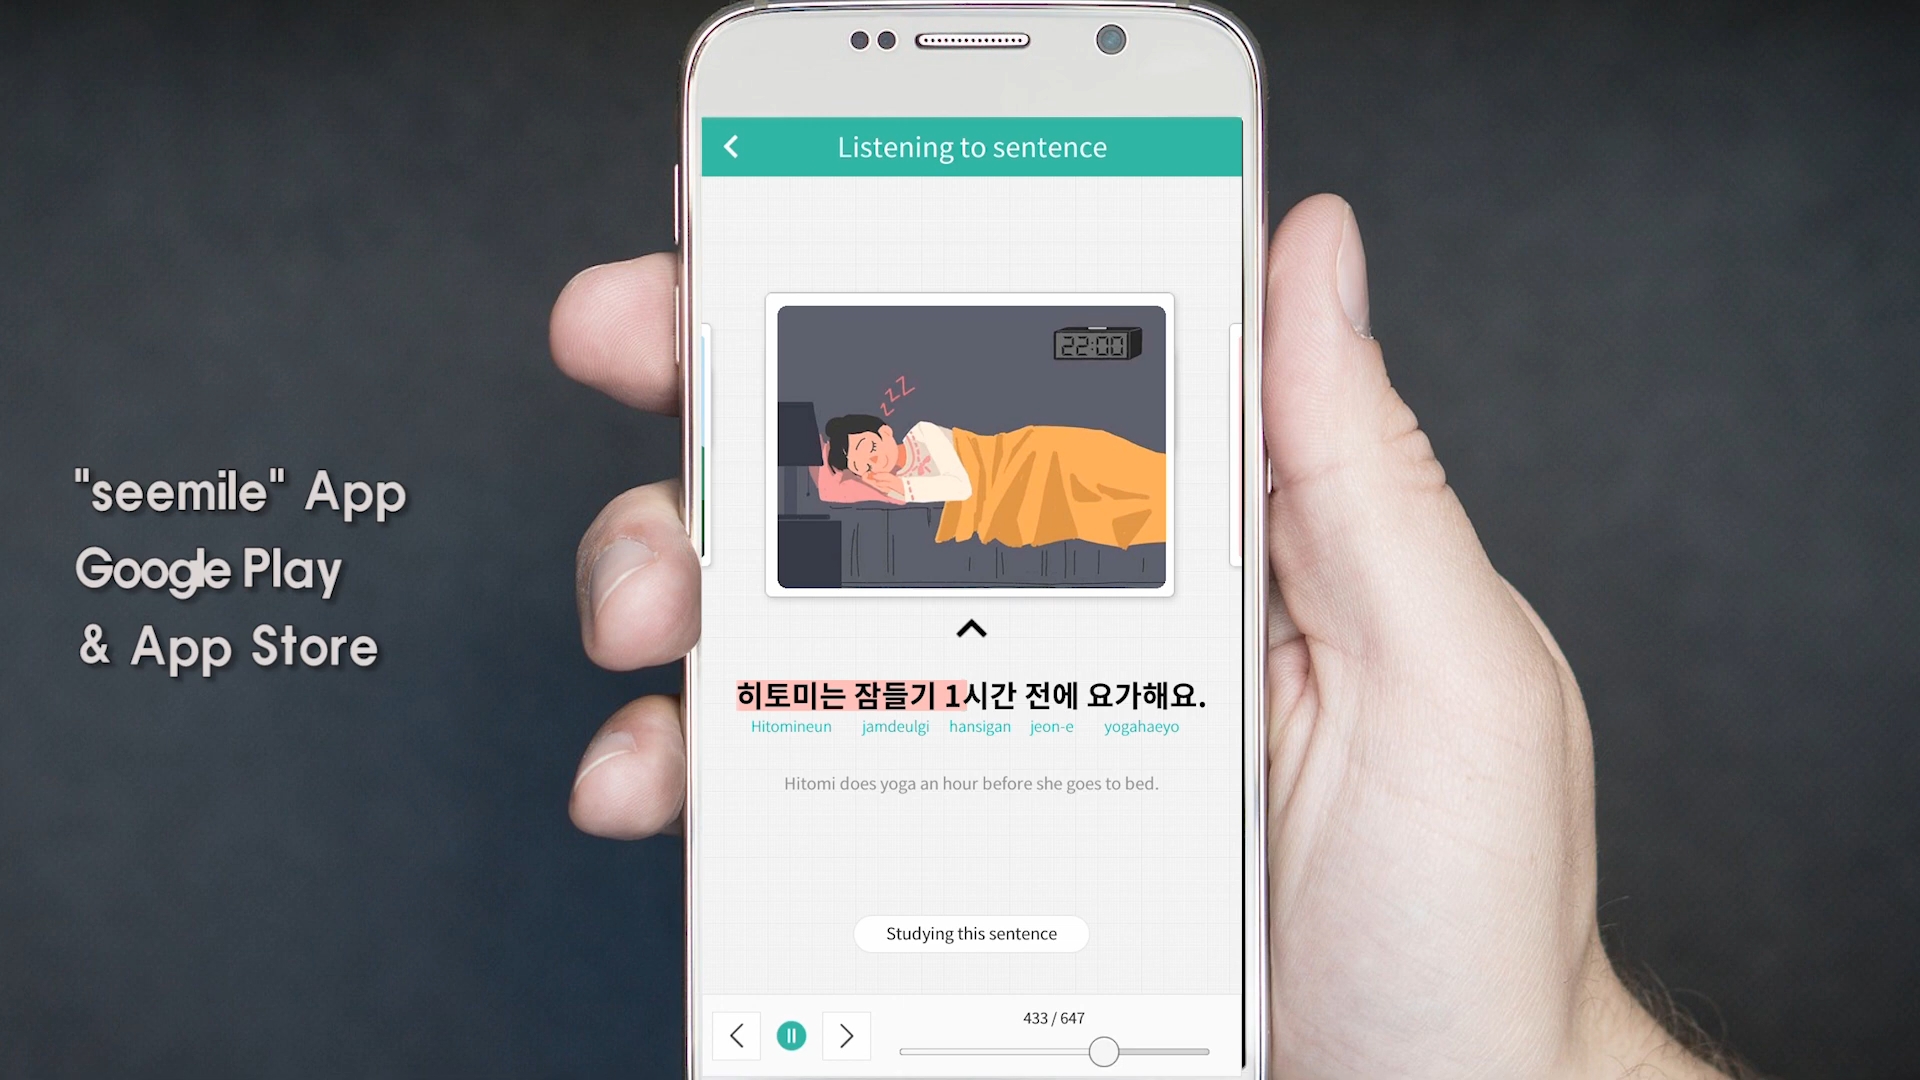 "seemile" App
Google Play
& App Store
Listening to sentence
22:00
zzZ
히토미는 잠들기 1시간 전에 요가해요.
Hitomineun jamdeulgi hansigan jeon-e yogahaeyo
Hitomi does yoga an hour before she goes to bed.
Studying this sentence
433 / 647